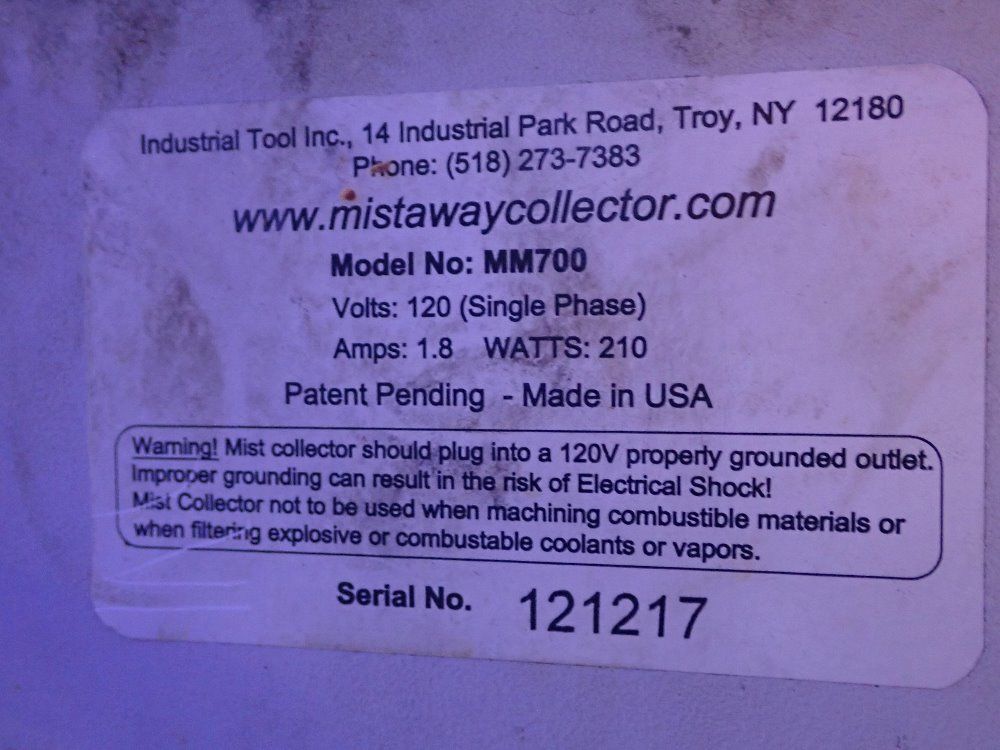 Industrial Tool Inc., 14 Industrial Park Road, Troy, NY 12180
Phone: (518) 273-7383
www.mistawaycollector.com
Model No: MM700
Volts: 120 (Single Phase)
Amps: 1.8 WATTS: 210
Patent Pending - Made in USA
Warning! Mist collector should plug into a 120V properly grounded outlet.
Improper grounding can result in the risk of Electrical Shock!
Mist Collector not to be used when machining combustible materials or
when filtering explosive or combustable coolants or vapors.
Serial No. 121217